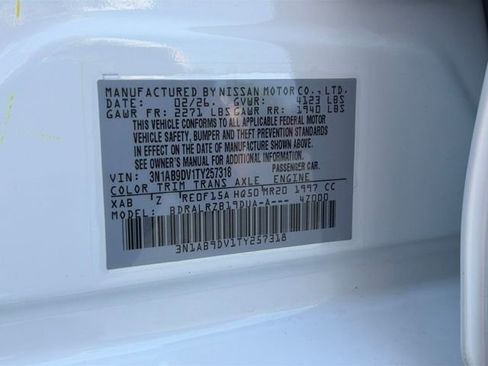 MANUFACTURED BY NISSAN MOTOR CO., LTD.
DATE: 02/26. GVWR: 4123 LBS
GAWR FR: 2271 LBS GAWR RR: 1940 LBS
THIS VEHICLE CONFORMS TO ALL APPLICABLE FEDERAL MOTOR
VEHICLE SAFETY, BUMPER AND THEFT PREVENTION STANDARDS
IN EFFECT ON THE DATE OF MANUFACTURE SHOWN ABOVE.
SEE OWNER'S MANUAL FOR ADDITIONAL INFORMATION.
VIN: 3N1AB9DV1TY257318 PASSENGER CAR.
COLOR TRIM TRANS AXLE ENGINE
XAB 'Z RE0F15A HQ50 MR20 1997 CC
MODEL: BDRALRZB19DUA-A--- 47000
3N1AB9DV1TY257318